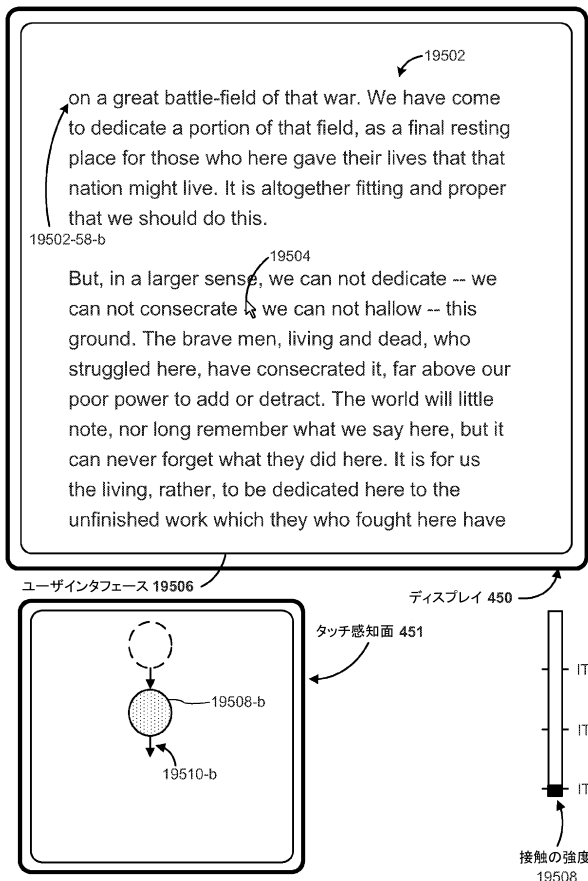 19502
on a great battle-field of that war. We have come
to dedicate a portion of that field, as a final resting
place for those who here gave their lives that that
nation might live. It is altogether fitting and proper
that we should do this.
19502-58-b
19504
But, in a larger sense, we can not dedicate -- we
can not consecrate we can not hallow -- this
ground. The brave men, living and dead, who
struggled here, have consecrated it, far above our
poor power to add or detract. The world will little
note, nor long remember what we say here, but it
can never forget what they did here. It is for us
the living, rather, to be dedicated here to the
unfinished work which they who fought here have
ユーザインタフェース 19506
ディスプレイ 450
タッチ感知面 451
19508-b
19510-b
IT
IT
IT
接触の強度
19508